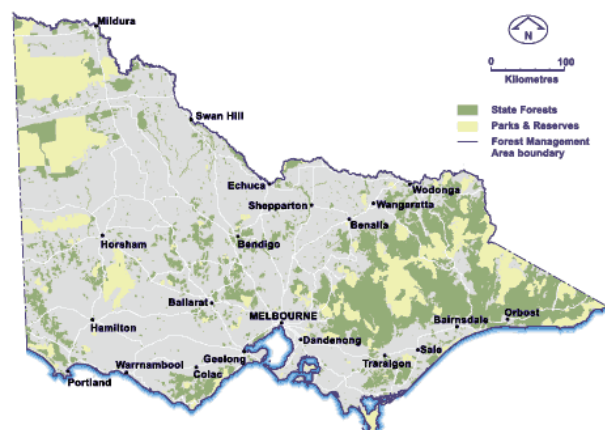 Mildura
N
0 100
Kilometres
State Forests
Parks & Reserves
Forest Management
Area boundary
Swan Hill
Echuca
Wodonga
Shepparton
Wangaratta
Benalla
Horsham
Bendigo
Ballarat
MELBOURNE
Orbost
Bairnsdale
Hamilton
Dandenong
Geelong
Sale
Warrnambool
Traralgon
Colac
Portland